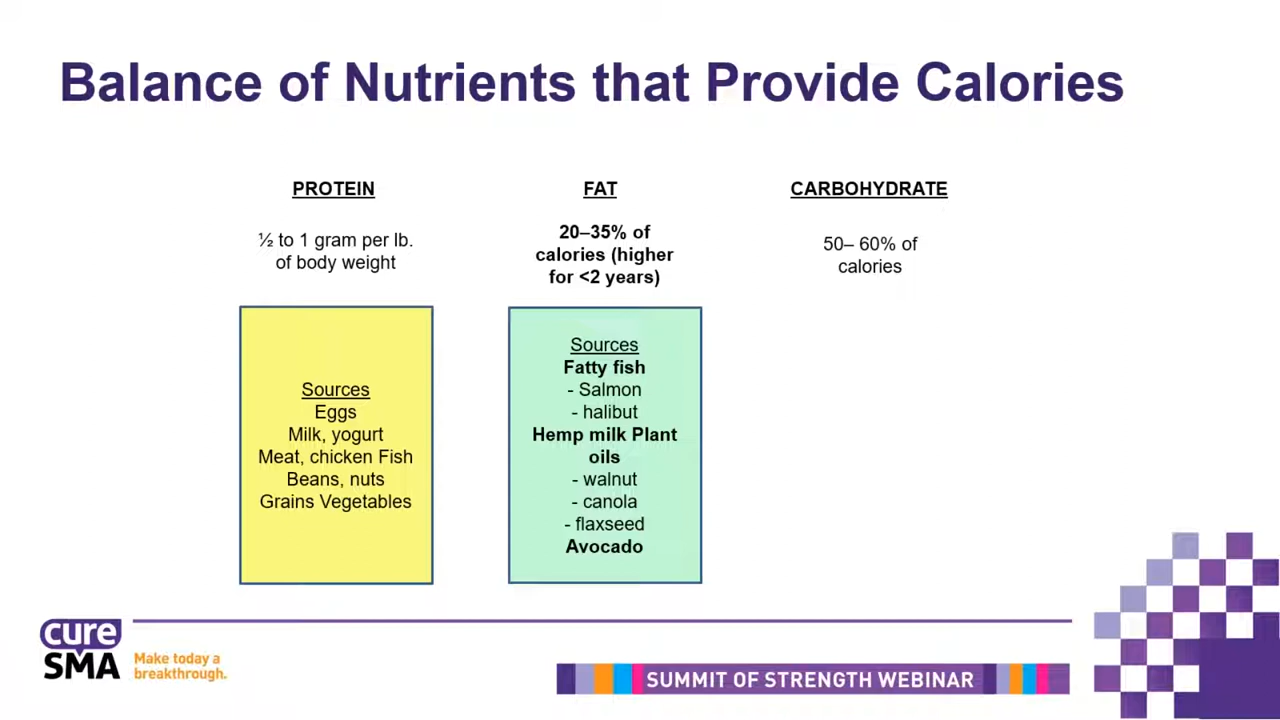 Balance of Nutrients that Provide Calories
PROTEIN
½ to 1 gram per lb.
of body weight
Sources
Eggs
Milk, yogurt
Meat, chicken Fish
Beans, nuts
Grains Vegetables
FAT
20–35% of
calories (higher
for <2 years)
Sources
Fatty fish
- Salmon
- halibut
Hemp milk Plant
oils
- walnut
- canola
- flaxseed
Avocado
CARBOHYDRATE
50– 60% of
calories
cure
SMA
Make today a
breakthrough.
SUMMIT OF STRENGTH WEBINAR